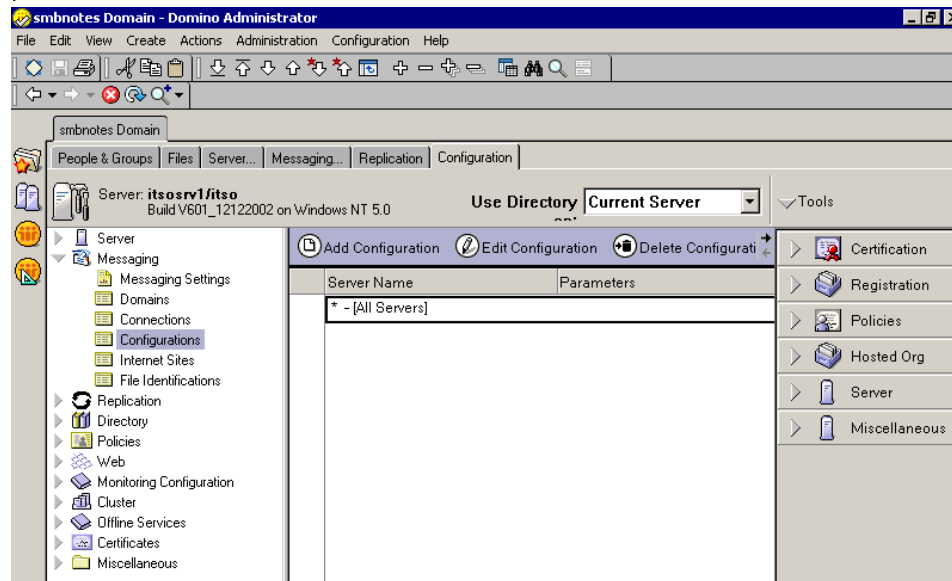 smbnotes Domain - Domino Administrator
File Edit View Create Actions Administration Configuration Help
smbnotes Domain
People & Groups Files Server... Messaging... Replication Configuration
Server: itsosrv1/itso
Build V601_12122002 on Windows NT 5.0
Use Directory Current Server
Tools
Server
Messaging
Messaging Settings
Domains
Connections
Configurations
Internet Sites
File Identifications
Replication
Directory
Policies
Web
Monitoring Configuration
Cluster
Offline Services
Certificates
Miscellaneous
Add Configuration Edit Configuration Delete Configurati
Server Name Parameters
* - [All Servers]
Certification
Registration
Policies
Hosted Org
Server
Miscellaneous